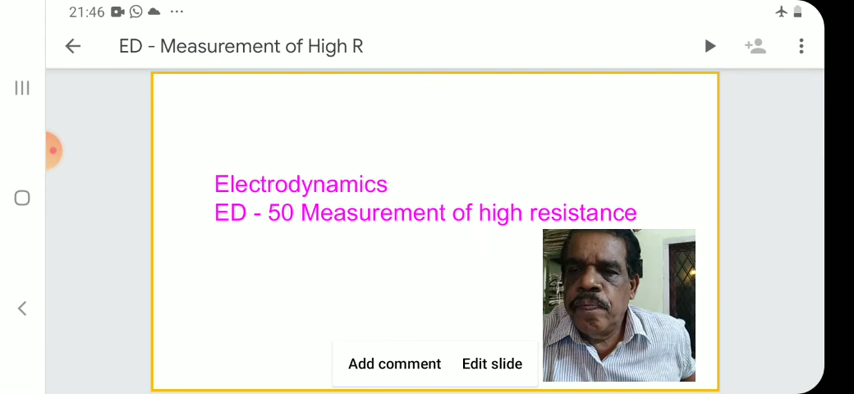 21:46
ED - Measurement of High R
Electrodynamics
ED - 50 Measurement of high resistance
Add comment Edit slide